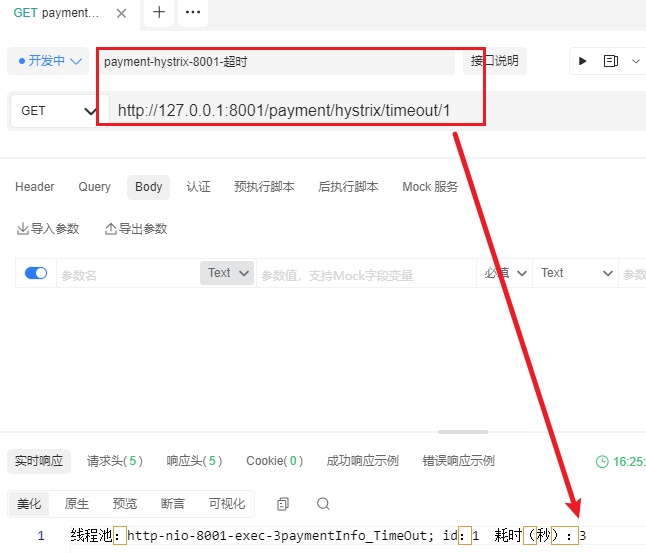 GET payment...
开发中 payment-hystrix-8001-超时 接口说明
GET http://127.0.0.1:8001/payment/hystrix/timeout/1
Header Query Body 认证 预执行脚本 后执行脚本 Mock 服务
导入参数 导出参数
参数名 Text 参数值，支持Mock字段变量 必填 Text 参数
实时响应 请求头(5) 响应头(5) Cookie(0) 成功响应示例 错误响应示例 16:25:
美化 原生 预览 断言 可视化
1 线程池：http-nio-8001-exec-3paymentInfo_TimeOut; id：1 耗时（秒）：3